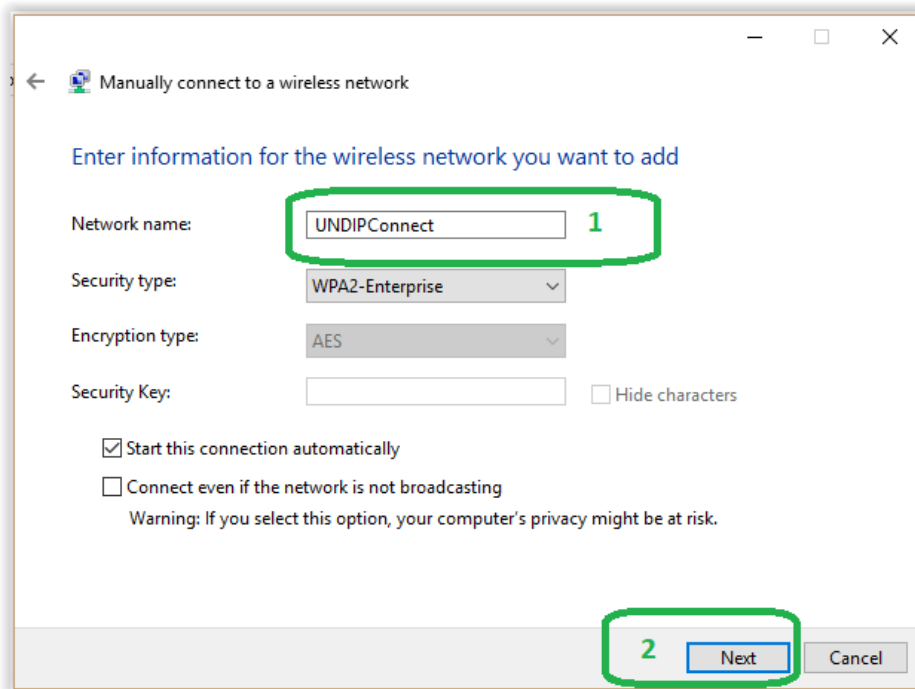 Manually connect to a wireless network
Enter information for the wireless network you want to add
Network name: UNDIPConnect 1
Security type: WPA2-Enterprise
Encryption type: AES
Security Key: Hide characters
Start this connection automatically
Connect even if the network is not broadcasting
Warning: If you select this option, your computer's privacy might be at risk.
2 Next Cancel